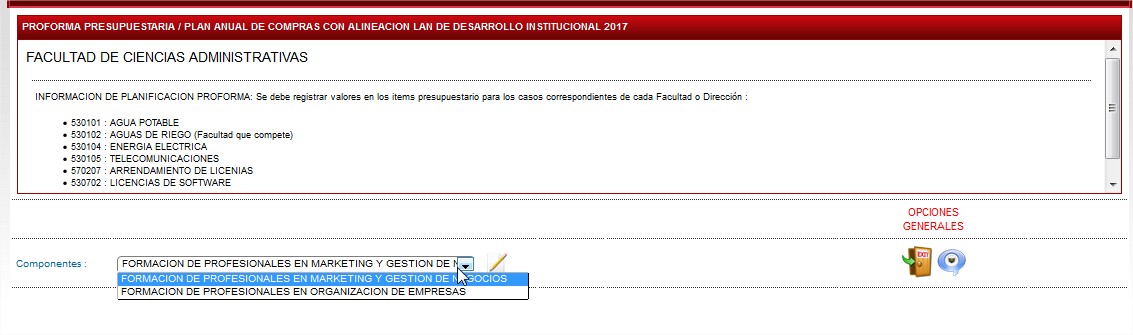 PROFORMA PRESUPUESTARIA / PLAN ANUAL DE COMPRAS CON ALINEACION LAN DE DESARROLLO INSTITUCIONAL 2017
FACULTAD DE CIENCIAS ADMINISTRATIVAS
INFORMACION DE PLANIFICACION PROFORMA: Se debe registrar valores en los items presupuestario para los casos correspondientes de cada Facultad o Dirección :
• 530101 : AGUA POTABLE
• 530102 : AGUAS DE RIEGO (Facultad que compete)
• 530104 : ENERGIA ELECTRICA
• 530105 : TELECOMUNICACIONES
• 570207 : ARRENDAMIENTO DE LICENIAS
• 530702 : LICENCIAS DE SOFTWARE
OPCIONES
GENERALES
Componentes : FORMACION DE PROFESIONALES EN MARKETING Y GESTION DE N
EXIT
FORMACION DE PROFESIONALES EN MARKETING Y GESTION DE NEGOCIOS
FORMACION DE PROFESIONALES EN ORGANIZACION DE EMPRESAS